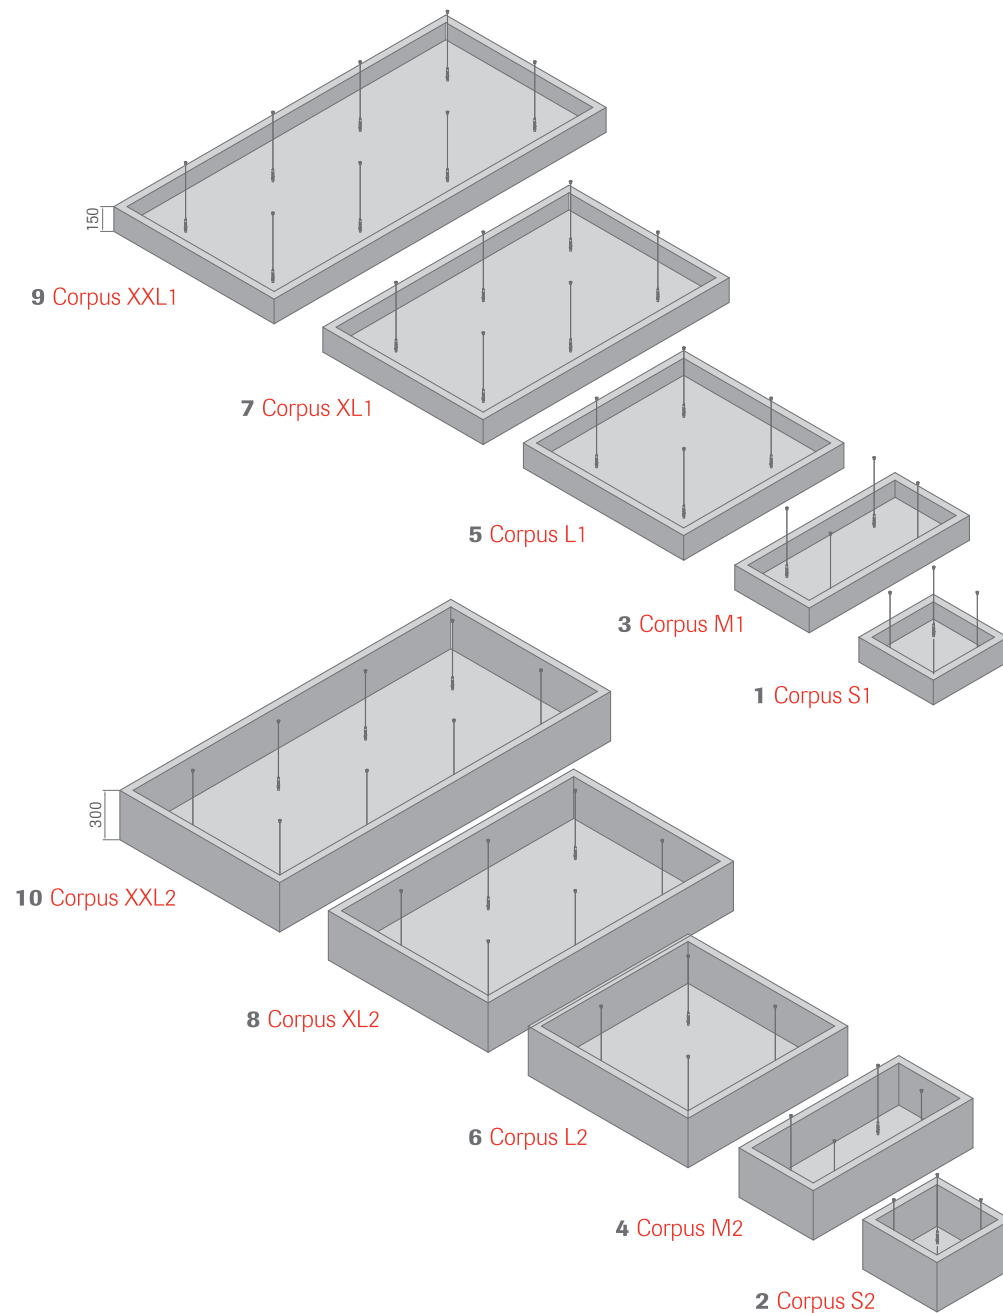 150
9 Corpus XXL1
7 Corpus XL1
5 Corpus L1
3 Corpus M1
1 Corpus S1
300
10 Corpus XXL2
8 Corpus XL2
6 Corpus L2
4 Corpus M2
2 Corpus S2